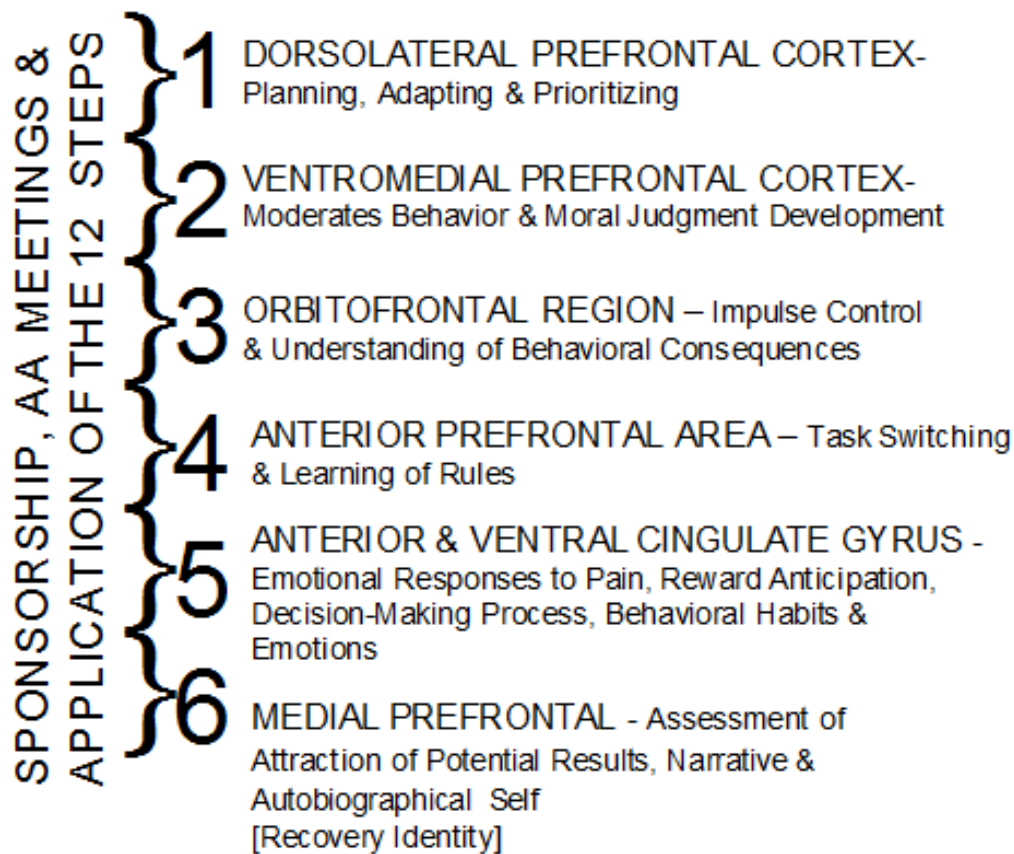 SPONSORSHIP, AA MEETINGS &
APPLICATION OF THE 12 STEPS
1 DORSOLATERAL PREFRONTAL CORTEX-
Planning, Adapting & Prioritizing
2 VENTROMEDIAL PREFRONTAL CORTEX-
Moderates Behavior & Moral Judgment Development
3 ORBITOFRONTAL REGION – Impulse Control
& Understanding of Behavioral Consequences
4 ANTERIOR PREFRONTAL AREA – Task Switching
& Learning of Rules
5 ANTERIOR & VENTRAL CINGULATE GYRUS -
Emotional Responses to Pain, Reward Anticipation,
Decision-Making Process, Behavioral Habits &
Emotions
6 MEDIAL PREFRONTAL - Assessment of
Attraction of Potential Results, Narrative &
Autobiographical Self
[Recovery Identity]